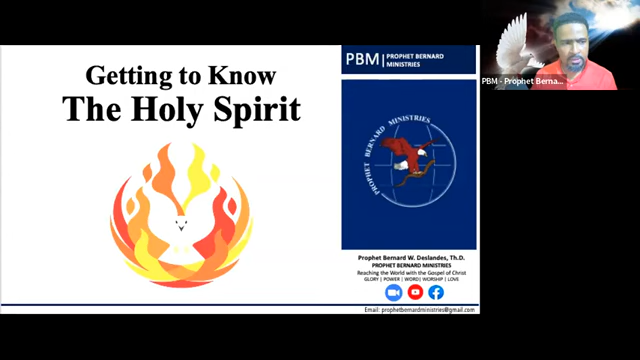 Getting to Know
The Holy Spirit
PBM | PROPHET BERNARD
MINISTRIES
PROPHET BERNARD MINISTRIES
Prophet Bernard W. Deslandes, Th.D.
PROPHET BERNARD MINISTRIES
Reaching the World with the Gospel of Christ
GLORY | POWER | WORD | WORSHIP | LOVE
Email: prophetbernardministries@gmail.com
PBM - Prophet Berna...